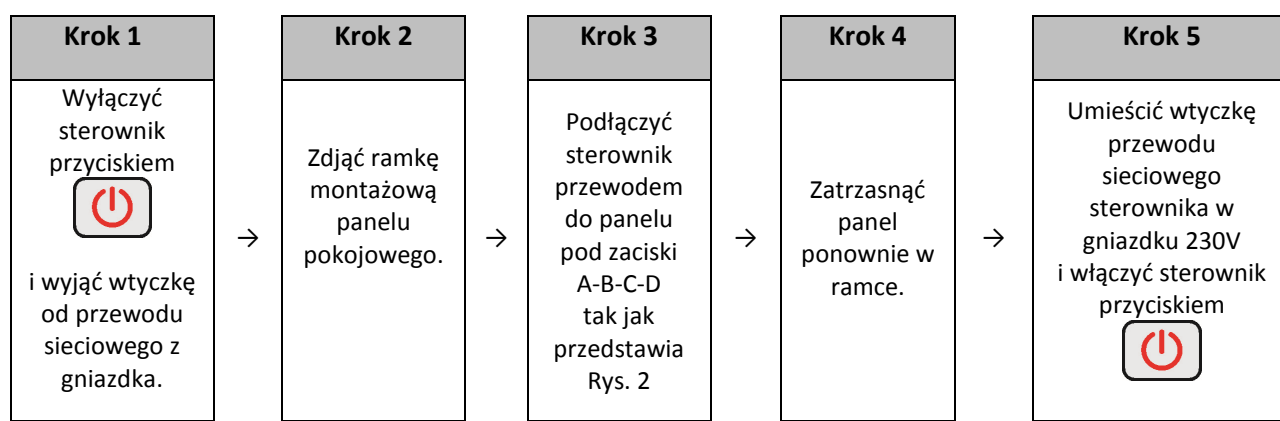 Krok 1
Wyłączyć
sterownik
przyciskiem
i wyjąć wtyczkę
od przewodu
sieciowego z
gniazdka.
→
Krok 2
Zdjąć ramkę
montażową
panelu
pokojowego.
→
Krok 3
Podłączyć
sterownik
przewodem
do panelu
pod zaciski
A-B-C-D
tak jak
przedstawia
Rys. 2
→
Krok 4
Zatrzasnąć
panel
ponownie w
ramce.
→
Krok 5
Umieścić wtyczkę
przewodu
sieciowego
sterownika w
gniazdku 230V
i włączyć sterownik
przyciskiem